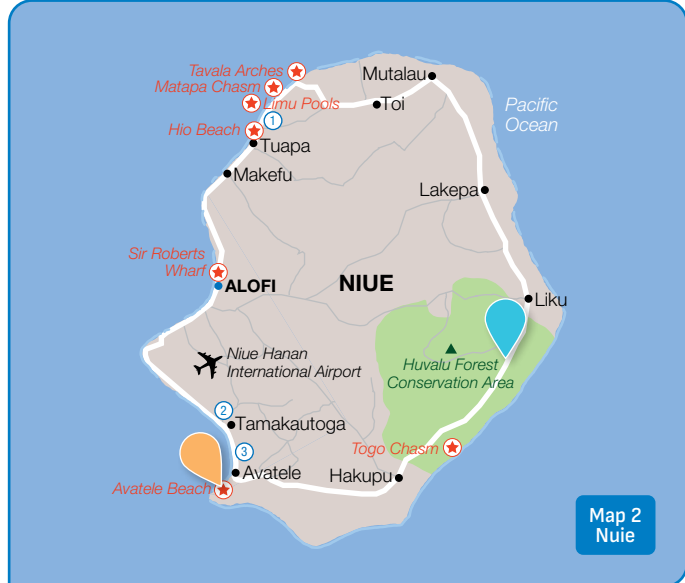 Tavala Arches
Mutalau
Matapa Chasm
Limu Pools
Toi
Pacific
Ocean
1
Hio Beach
Tuapa
Makefu
Lakepa
Sir Roberts
Wharf
ALOFI
NIUE
Liku
Niue Hanan
International Airport
Huvalu Forest
Conservation Area
2
Tamakautoga
3
Togo Chasm
Avatele
Hakupu
Avatele Beach
Map 2
Nuie